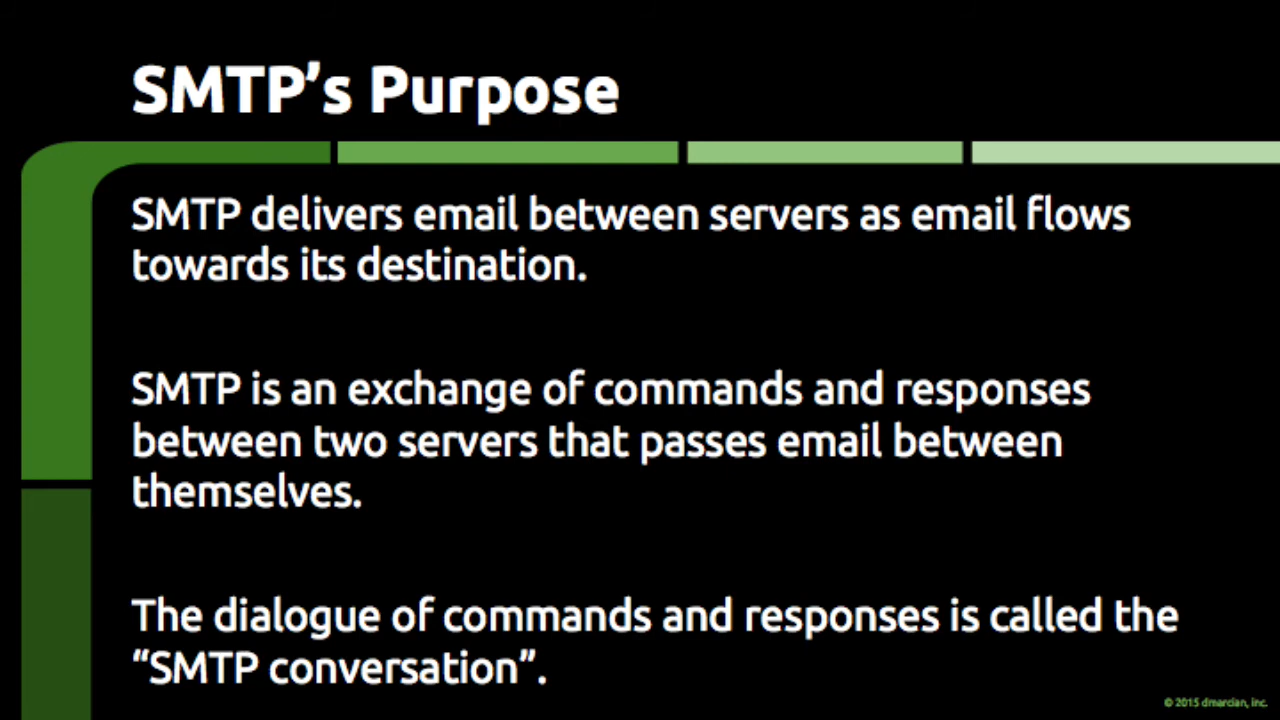 SMTP’s Purpose
SMTP delivers email between servers as email flows
towards its destination.
SMTP is an exchange of commands and responses
between two servers that passes email between
themselves.
The dialogue of commands and responses is called the
“SMTP conversation”.
© 2015 dmarcian, inc.